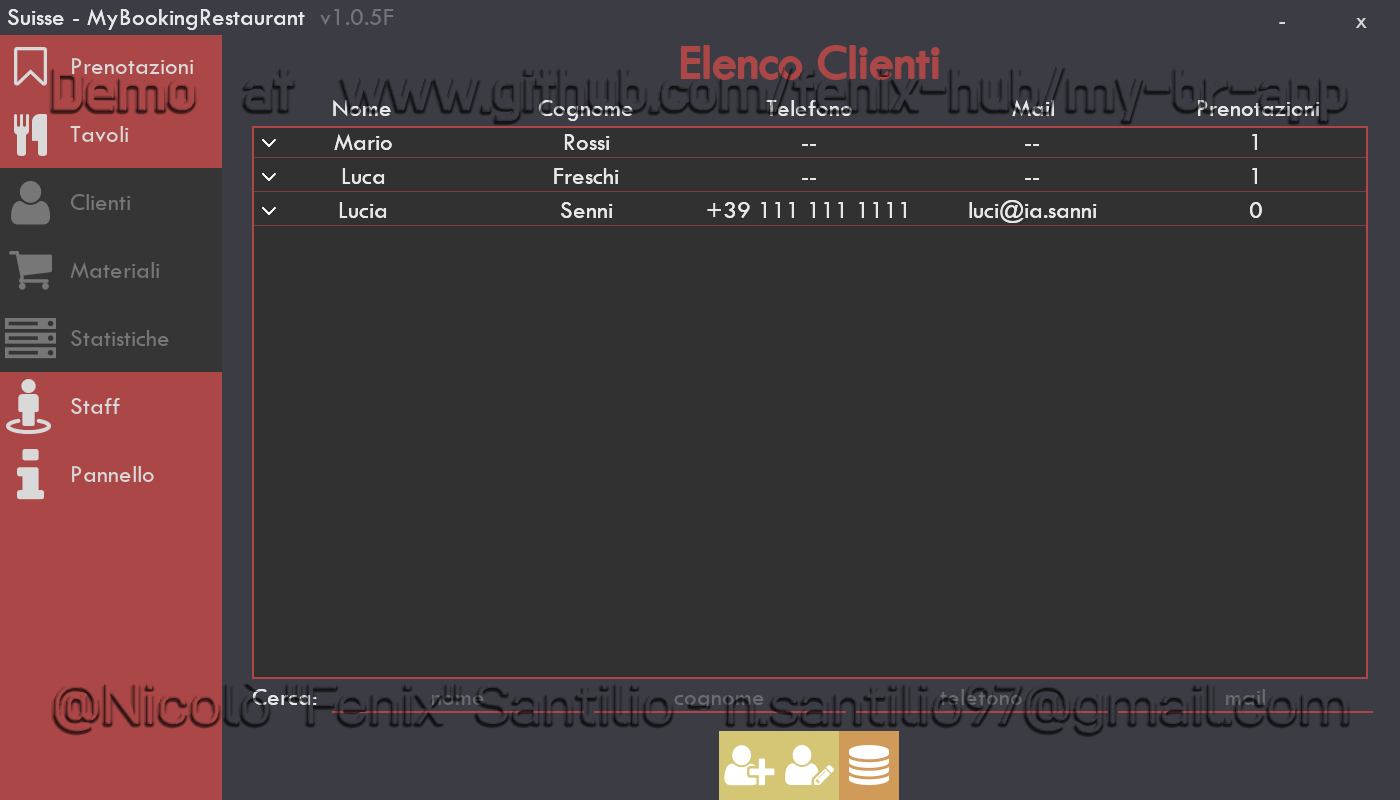 Suisse - MyBookingRestaurant v1.0.5F
- x
Prenotazioni
Tavoli
Clienti
Materiali
Statistiche
Staff
Pannello
Elenco Clienti
Demo at www.github.com/fenix-hub/my-br-app
Nome Cognome Telefono Mail Prenotazioni
Mario Rossi -- -- 1
Luca Freschi -- -- 1
Lucia Senni +39 111 111 1111 luci@ia.sanni 0
Cerca: nome cognome telefono mail
@Nicolò "Fenix" Santilio - n.santilio97@gmail.com